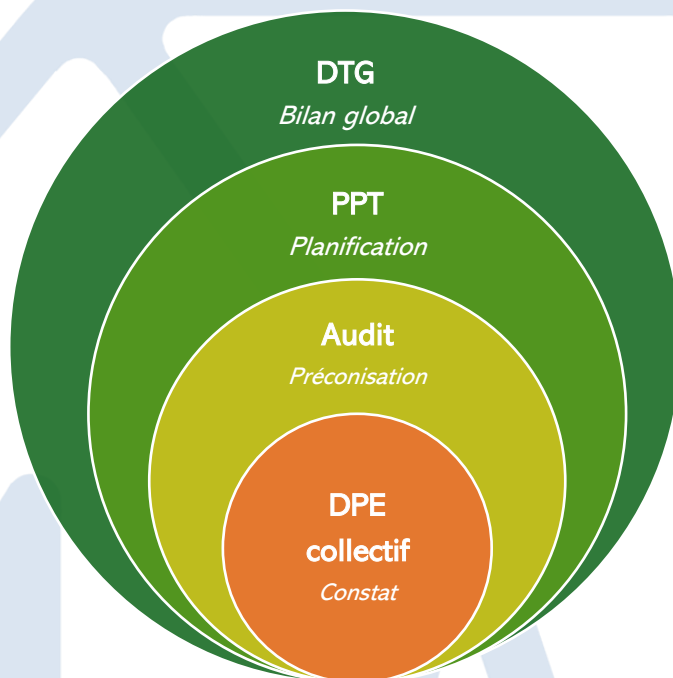 DTG
Bilan global
PPT
Planification
Audit
Préconisation
DPE
collectif
Constat